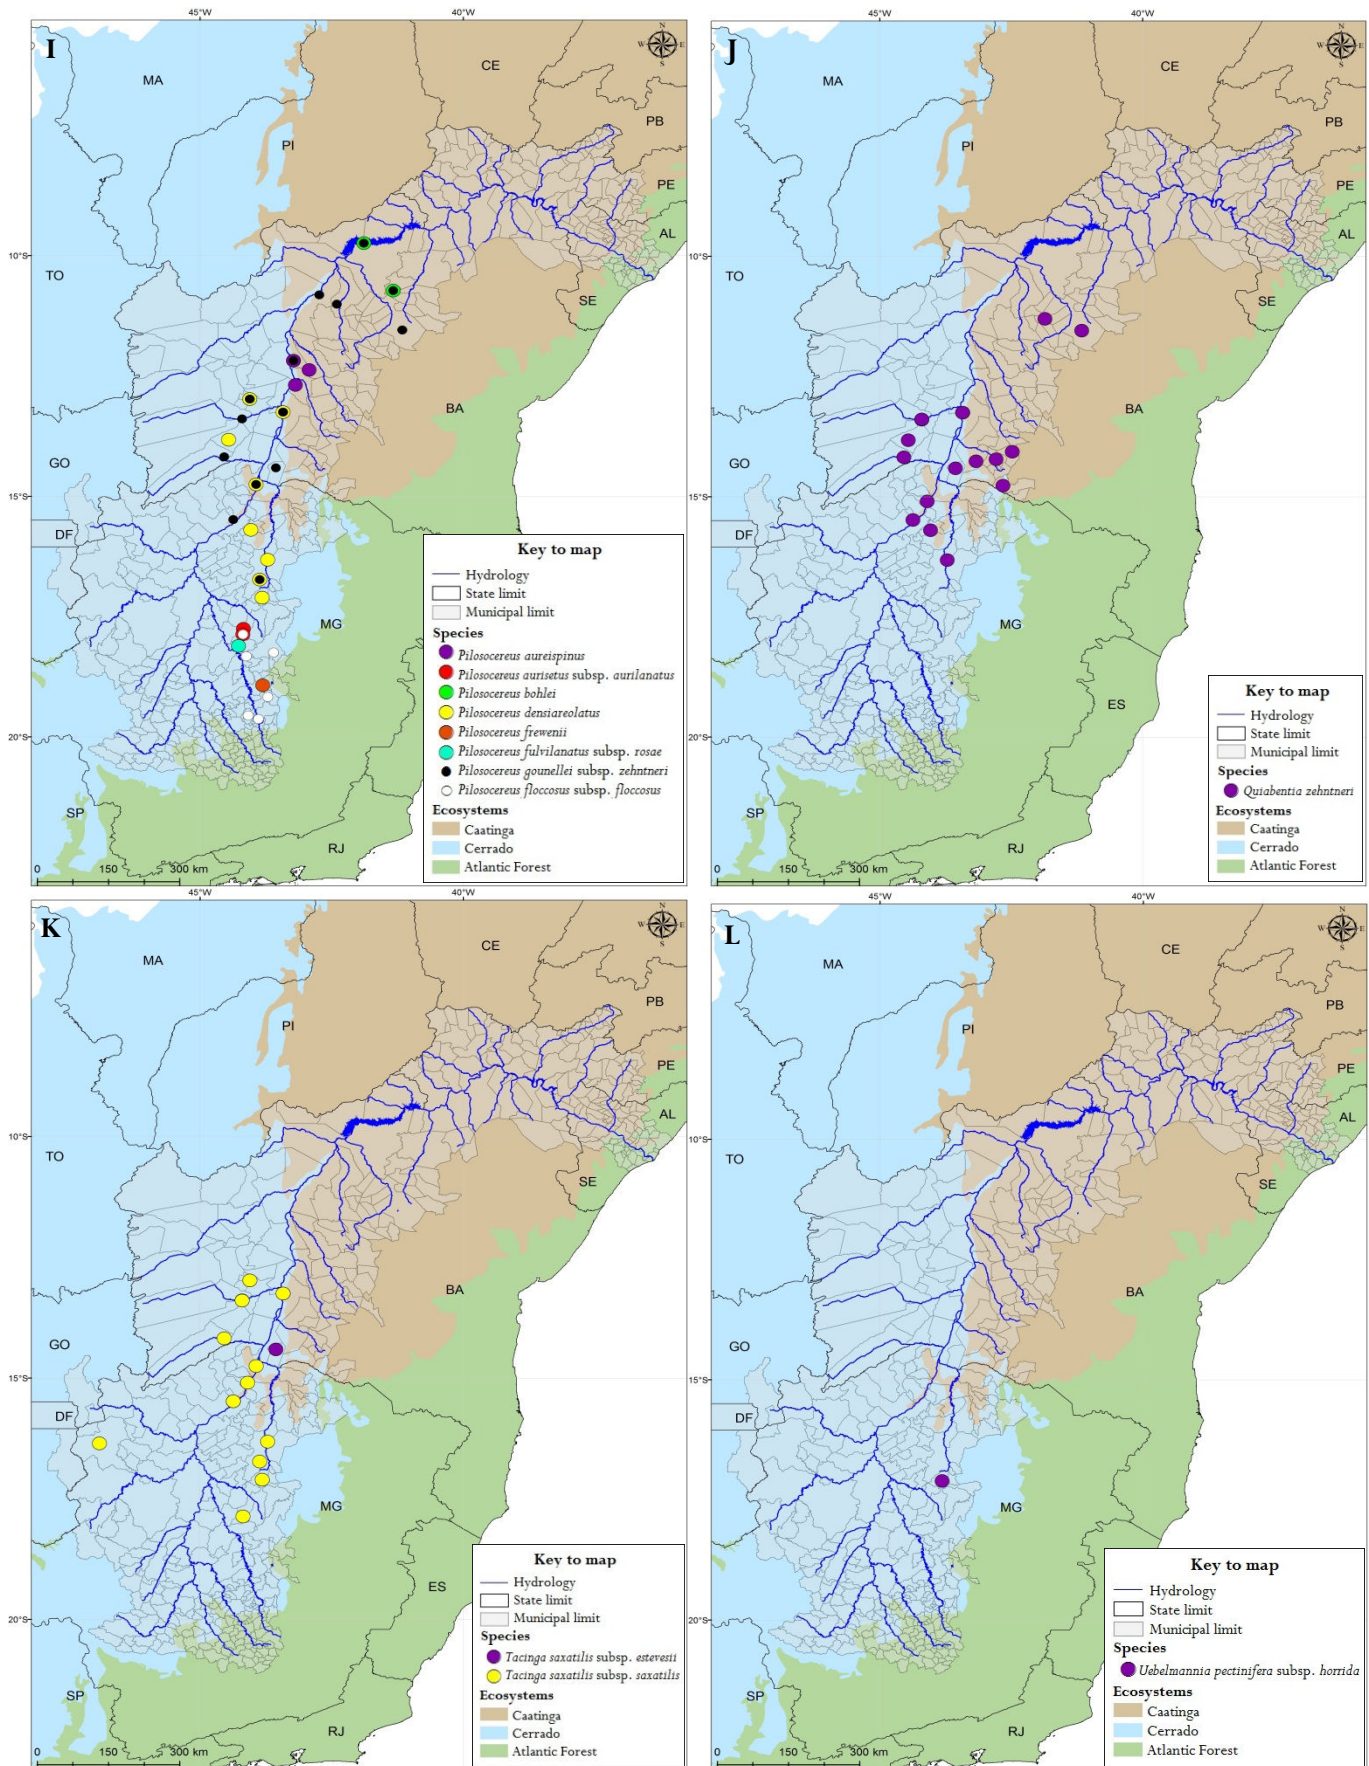 45°W
40°W
I
N
W
E
S
MA
CE
PB
PI
PE
AL
10°S
TO
SE
BA
GO
15°S
DF
MG
20°S
SP
RJ
0 150 300 km
Key to map
Hydrology
State limit
Municipal limit
Species
Pilosocereus aureispinus
Pilosocereus aurisetus subsp. aurilanatus
Pilosocereus bohlei
Pilosocereus densiareolatus
Pilosocereus frewenii
Pilosocereus fulvilanatus subsp. rosae
Pilosocereus gounellei subsp. zehntneri
Pilosocereus floccosus subsp. floccosus
Ecosystems
Caatinga
Cerrado
Atlantic Forest
45°W
40°W
J
N
W
E
S
MA
CE
PB
PI
PE
AL
10°S
TO
SE
BA
GO
15°S
DF
MG
ES
20°S
SP
RJ
0 150 300 km
Key to map
Hydrology
State limit
Municipal limit
Species
Quiabentia zehntneri
Ecosystems
Caatinga
Cerrado
Atlantic Forest
45°W
40°W
K
N
W
E
S
MA
CE
PB
PI
PE
AL
10°S
TO
SE
BA
GO
15°S
DF
MG
ES
20°S
SP
RJ
0 150 300 km
Key to map
Hydrology
State limit
Municipal limit
Species
Tacinga saxatilis subsp. estevesii
Tacinga saxatilis subsp. saxatilis
Ecosystems
Caatinga
Cerrado
Atlantic Forest
45°W
40°W
L
N
W
E
S
MA
CE
PB
PI
PE
AL
10°S
TO
SE
BA
GO
15°S
DF
MG
20°S
SP
RJ
0 150 300 km
Key to map
Hydrology
State limit
Municipal limit
Species
Uebelmannia pectinifera subsp. horrida
Ecosystems
Caatinga
Cerrado
Atlantic Forest